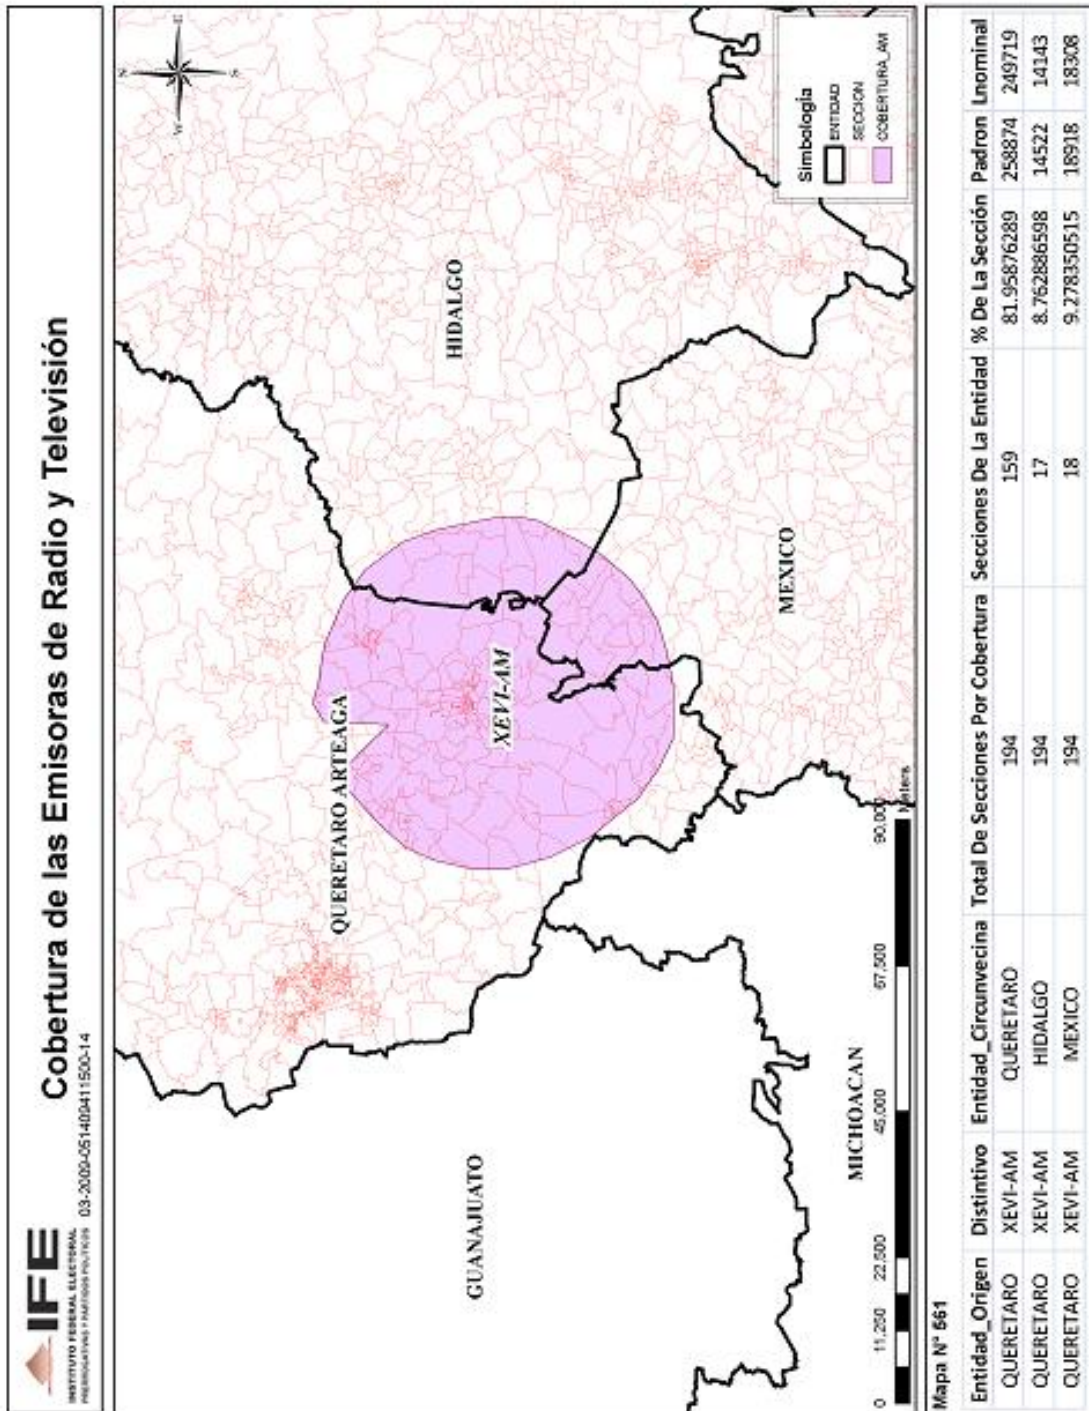 Cobertura de las Emisoras de Radio y Televisión
IFE
INSTITUTO FEDERAL ELECTORAL
PRERROGATIVAS Y PARTIDOS POLITICOS 03-2009-051409411500-14
N
E
S
W
QUERETARO ARTEAGA
HIDALGO
XEVI-AM
GUANAJUATO
MEXICO
MICHOACAN
Simbología
ENTIDAD
SECCION
COBERTURA_AM
0 11,250 22,500 45,000 67,500 90,000
Meters
Mapa N° 561
Entidad_Origen Distintivo Entidad_Circunvecina Total De Secciones Por Cobertura Secciones De La Entidad % De La Sección Padron Lnominal
QUERETARO XEVI-AM QUERETARO 194 159 81.95876289 258874 249719
QUERETARO XEVI-AM HIDALGO 194 17 8.762886598 14522 14143
QUERETARO XEVI-AM MEXICO 194 18 9.278350515 18918 18308